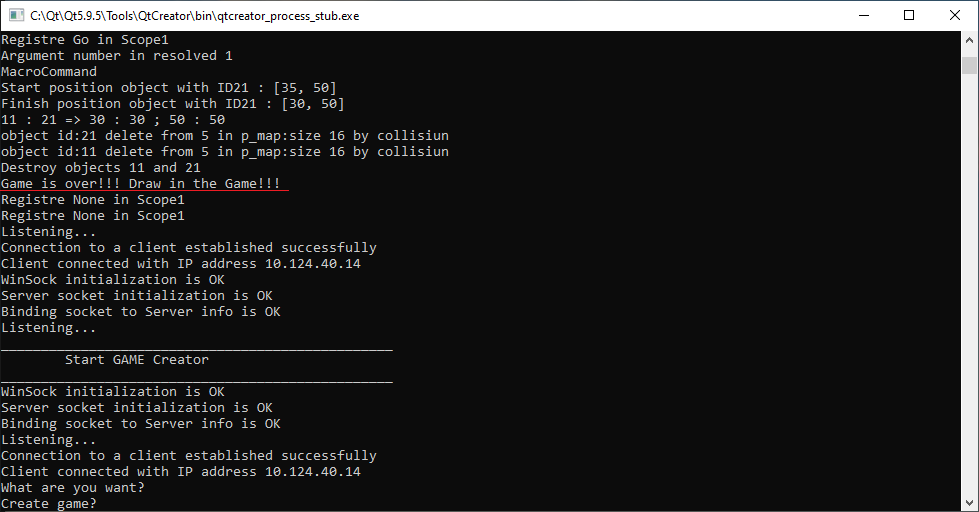 C:\Qt\Qt5.9.5\Tools\QtCreator\bin\qtcreator_process_stub.exe
Registre Go in Scope1
Argument number in resolved 1
MacroCommand
Start position object with ID21 : [35, 50]
Finish position object with ID21 : [30, 50]
11 : 21 => 30 : 30 ; 50 : 50
object id:21 delete from 5 in p_map:size 16 by collisiun
object id:11 delete from 5 in p_map:size 16 by collisiun
Destroy objects 11 and 21
Game is over!!! Draw in the Game!!!
Registre None in Scope1
Registre None in Scope1
Listening...
Connection to a client established successfully
Client connected with IP address 10.124.40.14
WinSock initialization is OK
Server socket initialization is OK
Binding socket to Server info is OK
Listening...
_________________________________________________
Start GAME Creator
_________________________________________________
WinSock initialization is OK
Server socket initialization is OK
Binding socket to Server info is OK
Listening...
Connection to a client established successfully
Client connected with IP address 10.124.40.14
What are you want?
Create game?